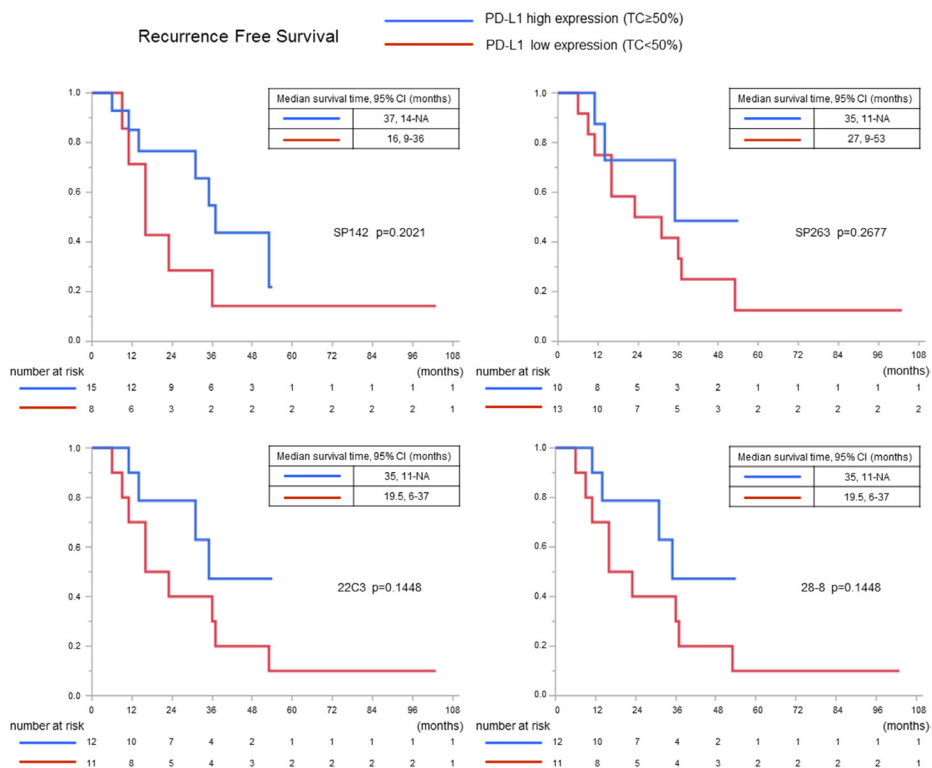 PD-L1 high expression (TC≥50%)
Recurrence Free Survival
PD-L1 low expression (TC<50%)
1.0
0.8
0.6
0.4
0.2
0.0
Median survival time, 95% CI (months)
37, 14-NA
16, 9-36
SP142 p=0.2021
0 12 24 36 48 60 72 84 96 108
number at risk (months)
15 12 9 6 3 1 1 1 1 1
8 6 3 2 2 2 2 2 2 1
1.0
0.8
0.6
0.4
0.2
0.0
Median survival time, 95% CI (months)
35, 11-NA
27, 9-53
SP263 p=0.2677
0 12 24 36 48 60 72 84 96 108
number at risk (months)
10 8 5 3 2 1 1 1 1 1
13 10 7 5 3 2 2 2 2 2
1.0
0.8
0.6
0.4
0.2
0.0
Median survival time, 95% CI (months)
35, 11-NA
19.5, 6-37
22C3 p=0.1448
0 12 24 36 48 60 72 84 96 108
number at risk (months)
12 10 7 4 2 1 1 1 1 1
11 8 5 4 3 2 2 2 2 1
1.0
0.8
0.6
0.4
0.2
0.0
Median survival time, 95% CI (months)
35, 11-NA
19.5, 6-37
28-8 p=0.1448
0 12 24 36 48 60 72 84 96 108
number at risk (months)
12 10 7 4 2 1 1 1 1 1
11 8 5 4 3 2 2 2 2 1